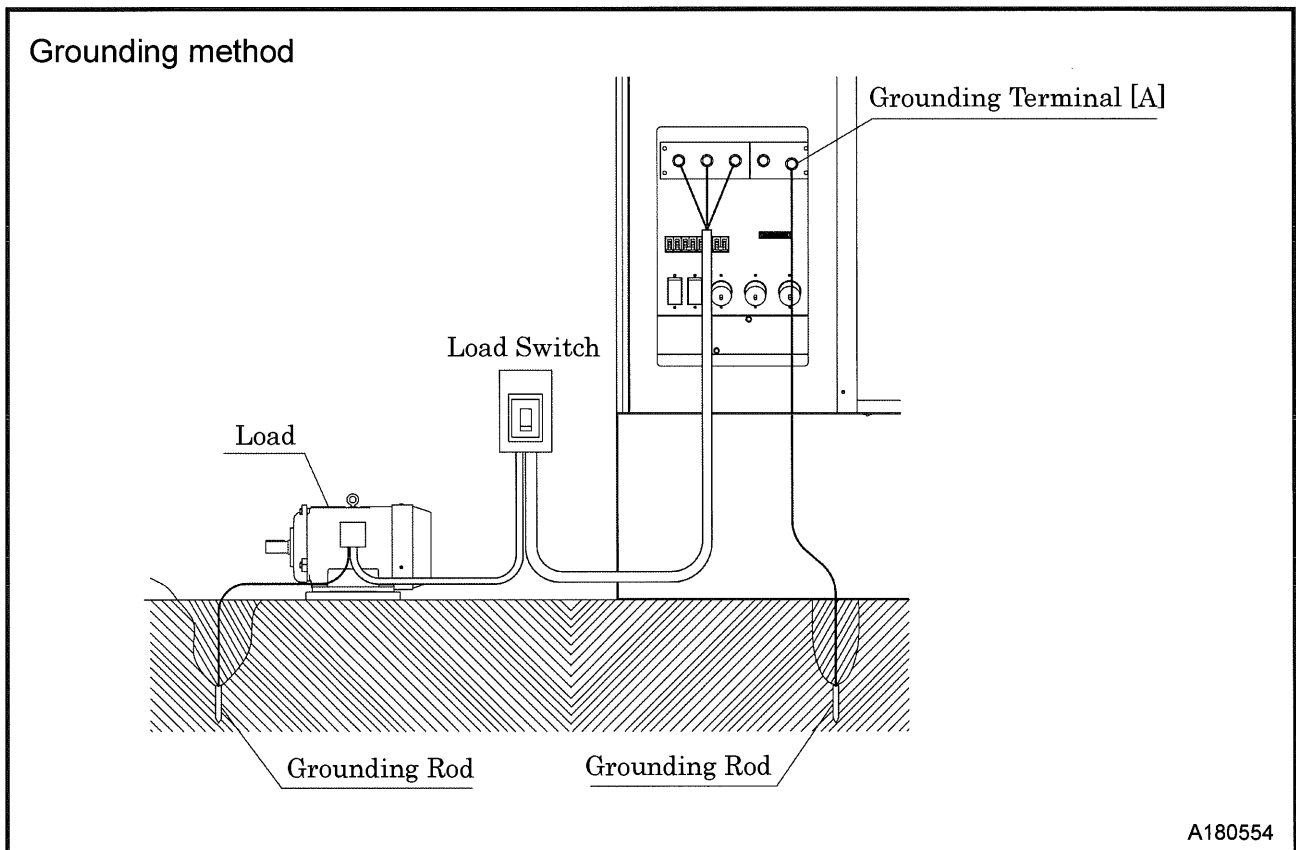 Grounding method
Grounding Terminal [A]
Load Switch
Load
Grounding Rod
Grounding Rod
A180554